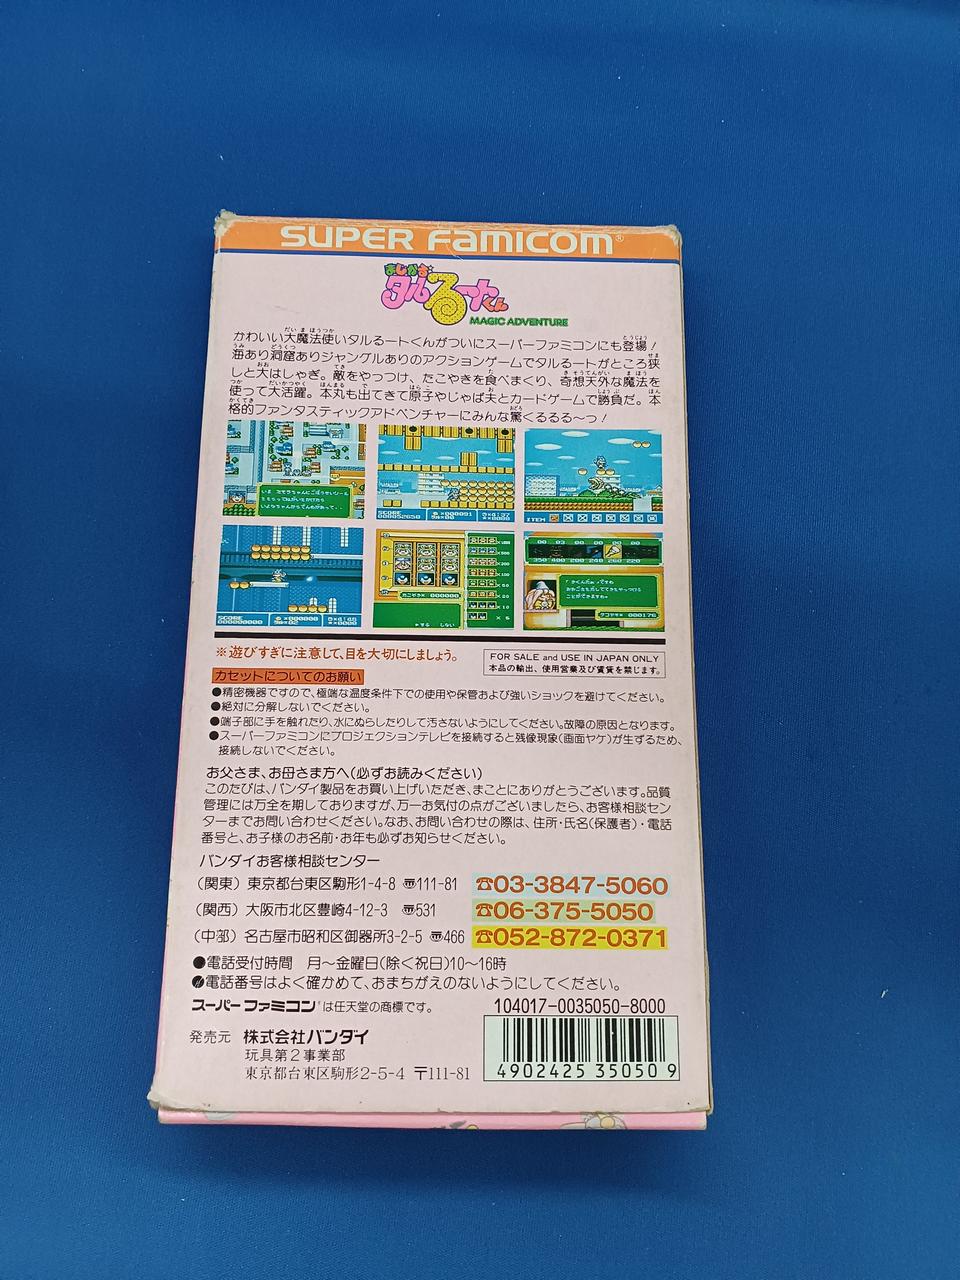 SUPER FAMICOM®
まじかる
タルるートくん
MAGIC ADVENTURE
かわいい大魔法使いタルるートくんがついにスーパーファミコンにも登場!
海あり洞窟ありジャングルありのアクションゲームでタルるートがところ狭
しと大はしゃぎ。敵をやっつけ、たこやきを食べまくり、奇想天外な魔法を
使って大活躍。本丸も出てきて原子やじゃば夫とカードゲームで勝負だ。本
格的ファンタスティックアドベンチャーにみんな驚くるるる〜っ!
SCORE
ITEM
SCORE
※遊びすぎに注意して、目を大切にしましょう。
FOR SALE and USE IN JAPAN ONLY
本品の輸出、使用営業及び賃貸を禁じます。
カセットについてのお願い
●精密機器ですので、極端な温度条件下での使用や保管および強いショックを避けてください。
●絶対に分解しないでください。
●端子部に手を触れたり、水にぬらしたりして汚さないようにしてください。故障の原因となります。
●スーパーファミコンにプロジェクションテレビを接続すると残像現象(画面ヤケ)が生ずるため、
接続しないでください。
お父さま、お母さま方へ(必ずお読みください)
このたびは、バンダイ製品をお買い上げいただき、まことにありがとうございます。品質
管理には万全を期しておりますが、万一お気付の点がございましたら、お客様相談セン
ターまでお問い合わせください。なお、お問い合わせの際は、住所・氏名(保護者)・電話
番号と、お子様のお名前・お年も必ずお知らせください。
バンダイお客様相談センター
(関東) 東京都台東区駒形1-4-8 〠111-81 ☎03-3847-5060
(関西) 大阪市北区豊崎4-12-3 〠531 ☎06-375-5050
(中部) 名古屋市昭和区御器所3-2-5 〠466 ☎052-872-0371
●電話受付時間 月〜金曜日(除く祝日)10〜16時
●電話番号はよく確かめて、おまちがえのないようにしてください。
スーパーファミコン®は任天堂の商標です。
104017-0035050-8000
発売元 株式会社バンダイ
玩具第2事業部
東京都台東区駒形2-5-4 〒111-81
4902425350509